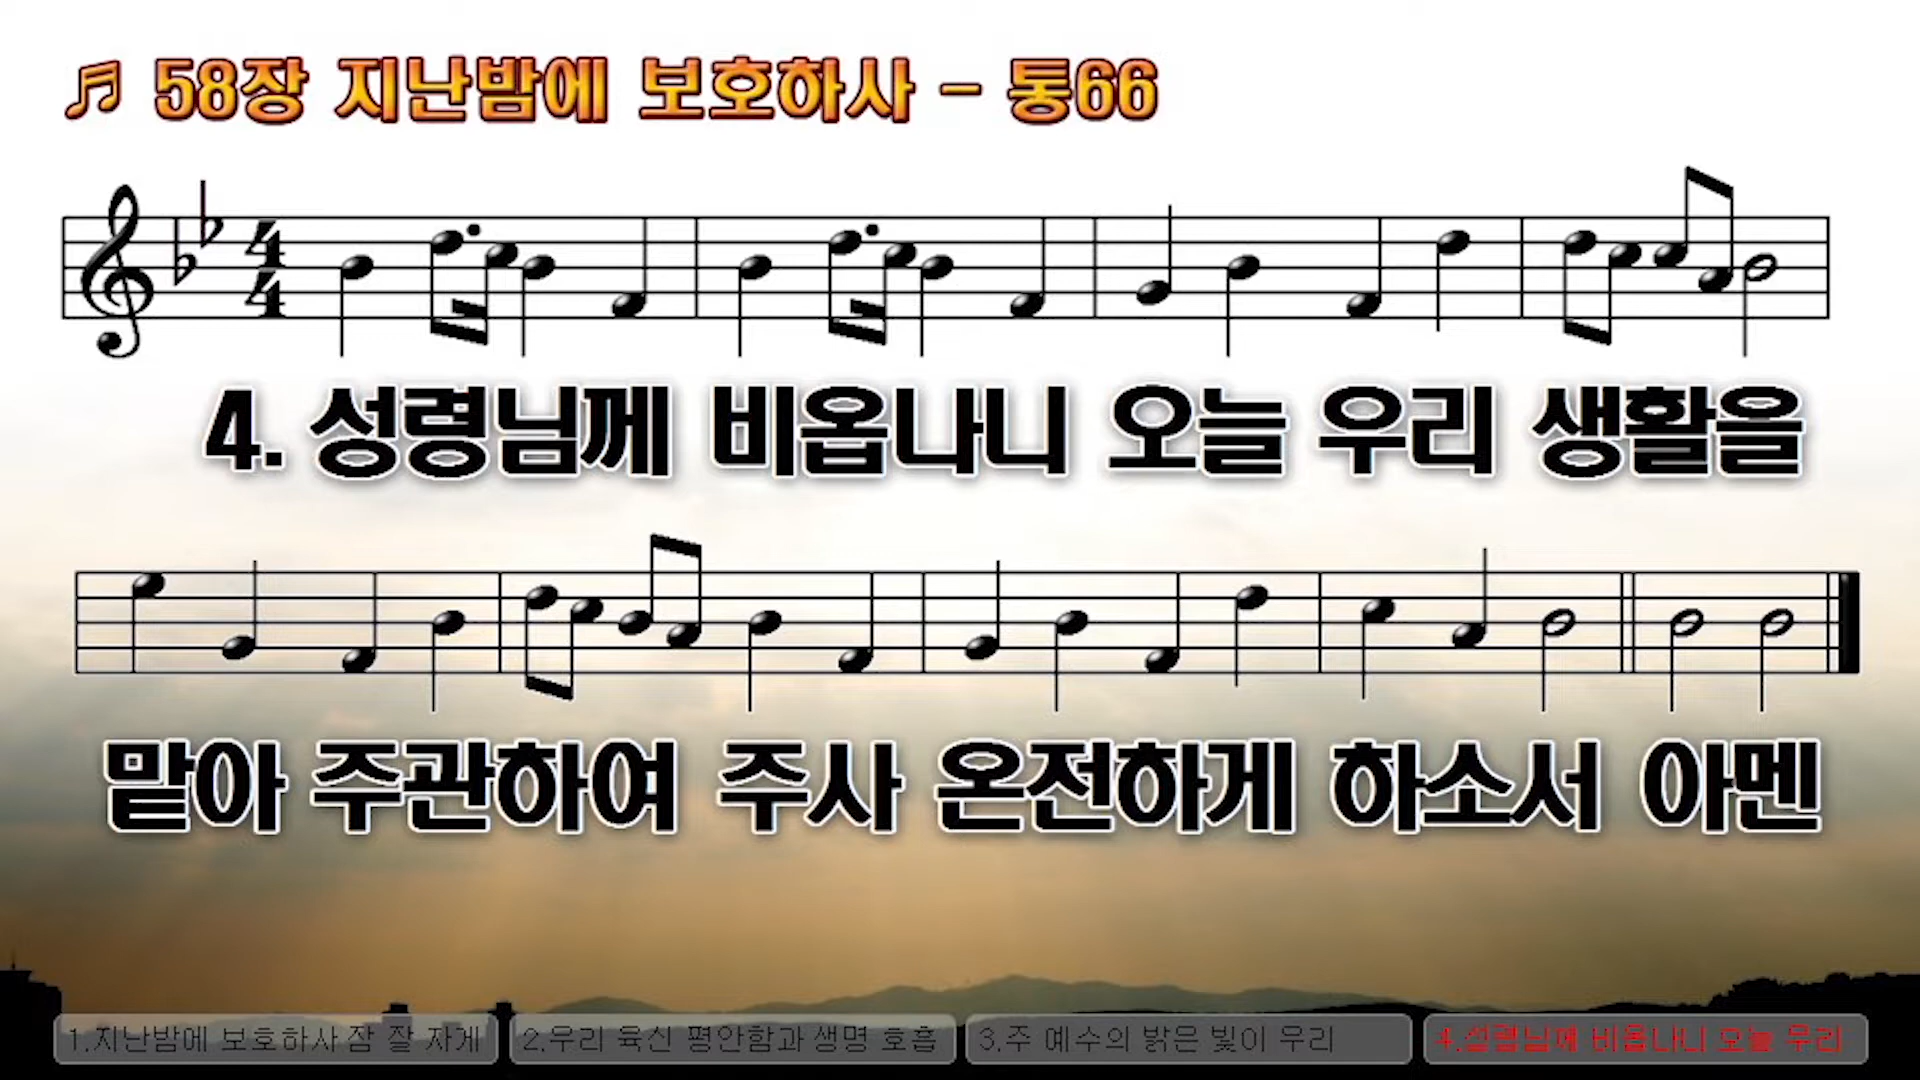 58장 지난밤에 보호하사 - 통66
4. 성령님께 비옵나니 오늘 우리 생활을
맡아 주관하여 주사 온전하게 하소서 아멘
1.지난밤에 보호하사 잠 잘 자게
2.우리 육신 평안함과 생명 호흡
3.주 예수의 밝은 빛이 우리
4.성령님께 비옵나니 오늘 우리